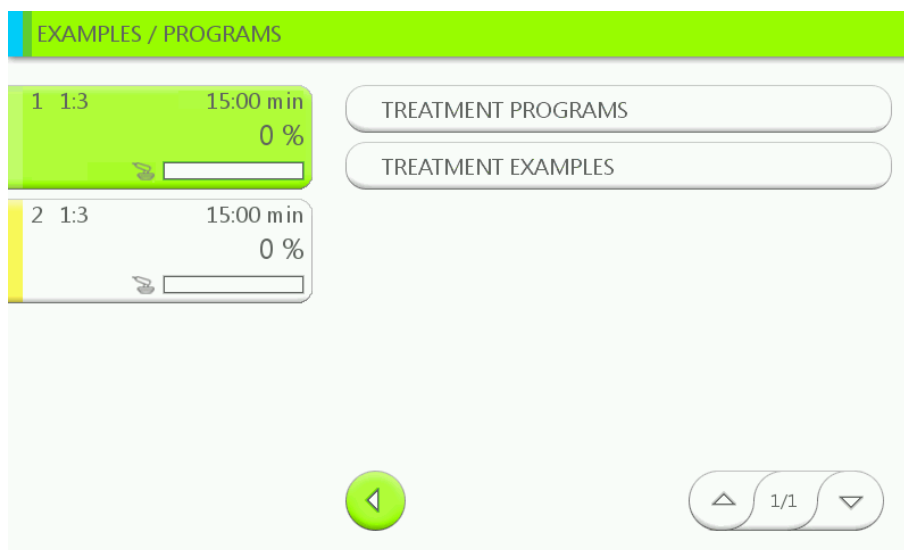 EXAMPLES / PROGRAMS
1 1:3 15:00 min
0 %
2 1:3 15:00 min
0 %
TREATMENT PROGRAMS
TREATMENT EXAMPLES
1/1